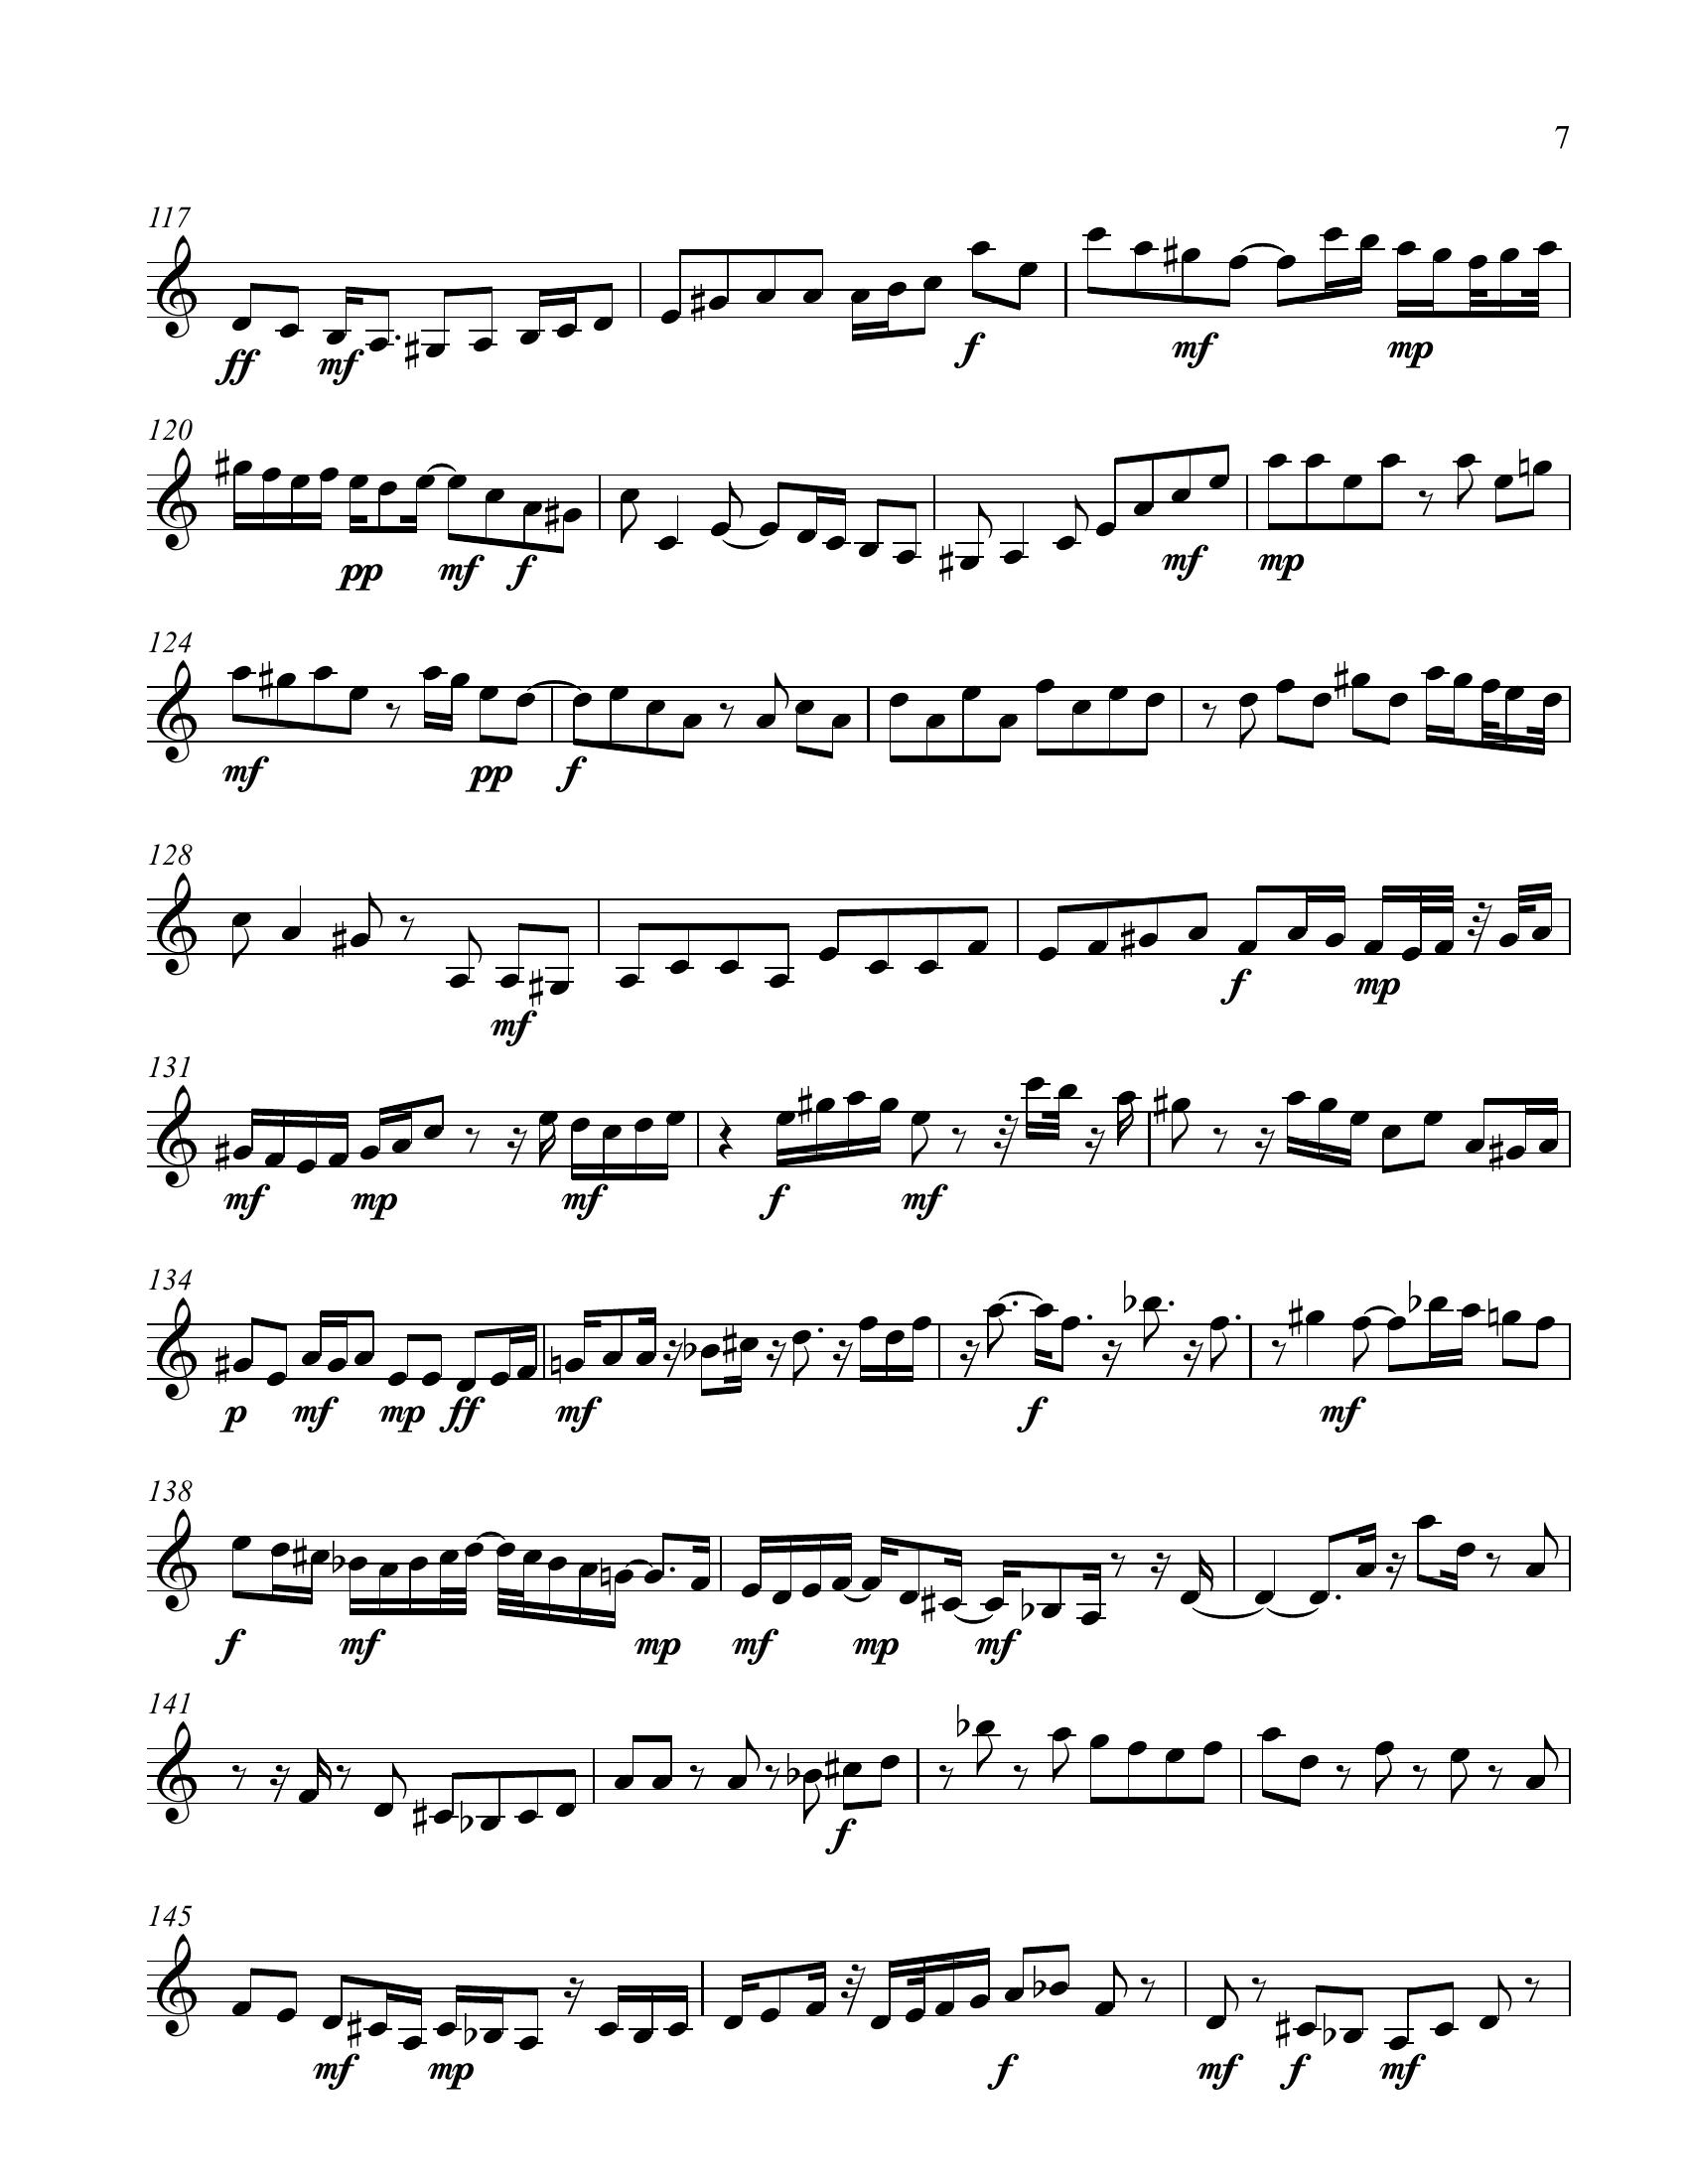 7
117
ff mf f mf mp
120
pp mf f mf mp
124
mf pp f
128
mf f mp
131
mf mp mf f mf
134
p mf mp ff mf f mf
138
f mf mp mf mp mf
141
f
145
mf mp f mf f mf